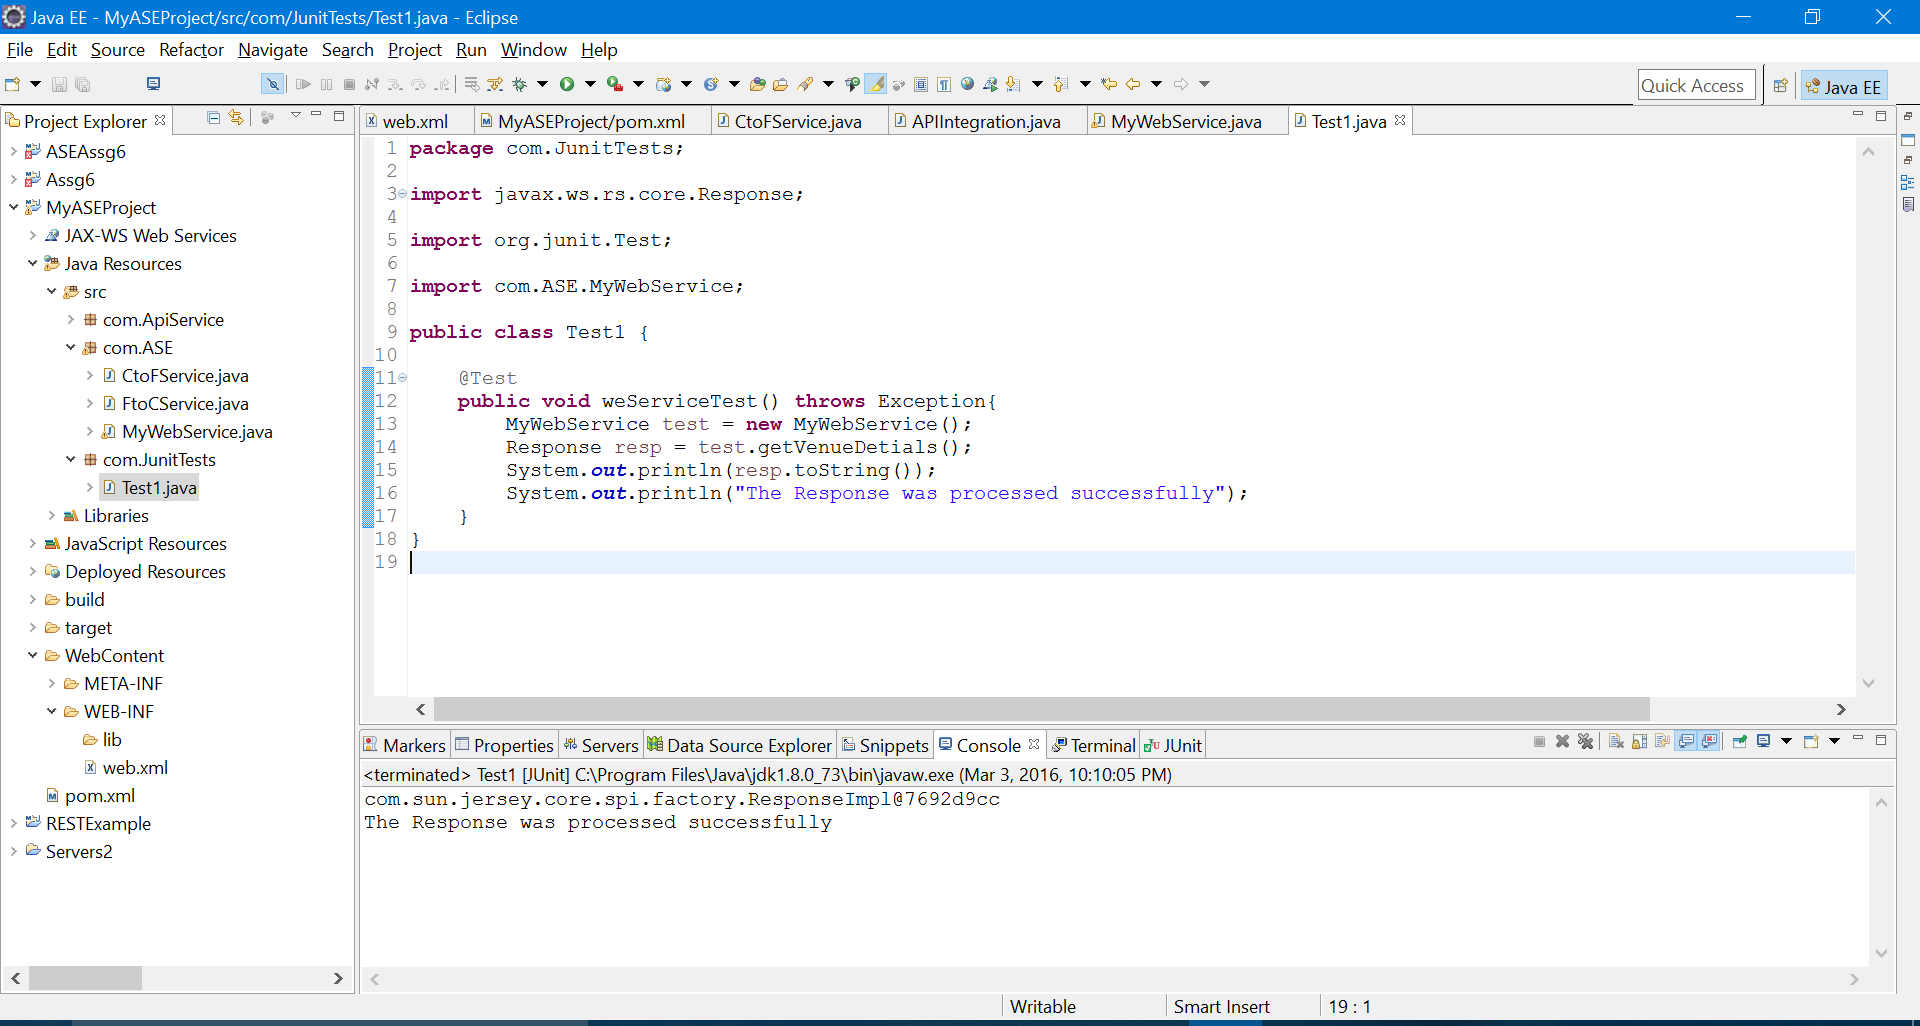 Java EE - MyASEProject/src/com/JunitTests/Test1.java - Eclipse
File Edit Source Refactor Navigate Search Project Run Window Help
Quick Access
Java EE
Project Explorer
ASEAssg6
Assg6
MyASEProject
JAX-WS Web Services
Java Resources
src
com.ApiService
com.ASE
CtoFService.java
FtoCService.java
MyWebService.java
com.JunitTests
Test1.java
Libraries
JavaScript Resources
Deployed Resources
build
target
WebContent
META-INF
WEB-INF
lib
web.xml
pom.xml
RESTExample
Servers2
web.xml MyASEProject/pom.xml CtoFService.java APIIntegration.java MyWebService.java Test1.java
1 package com.JunitTests;
2
3 import javax.ws.rs.core.Response;
4
5 import org.junit.Test;
6
7 import com.ASE.MyWebService;
8
9 public class Test1 {
10
11 @Test
12 public void weServiceTest() throws Exception{
13 MyWebService test = new MyWebService();
14 Response resp = test.getVenueDetials();
15 System.out.println(resp.toString());
16 System.out.println("The Response was processed successfully");
17 }
18 }
19
Markers Properties Servers Data Source Explorer Snippets Console Terminal JUnit
<terminated> Test1 [JUnit] C:\Program Files\Java\jdk1.8.0_73\bin\javaw.exe (Mar 3, 2016, 10:10:05 PM)
com.sun.jersey.core.spi.factory.ResponseImpl@7692d9cc
The Response was processed successfully
Writable Smart Insert 19 : 1